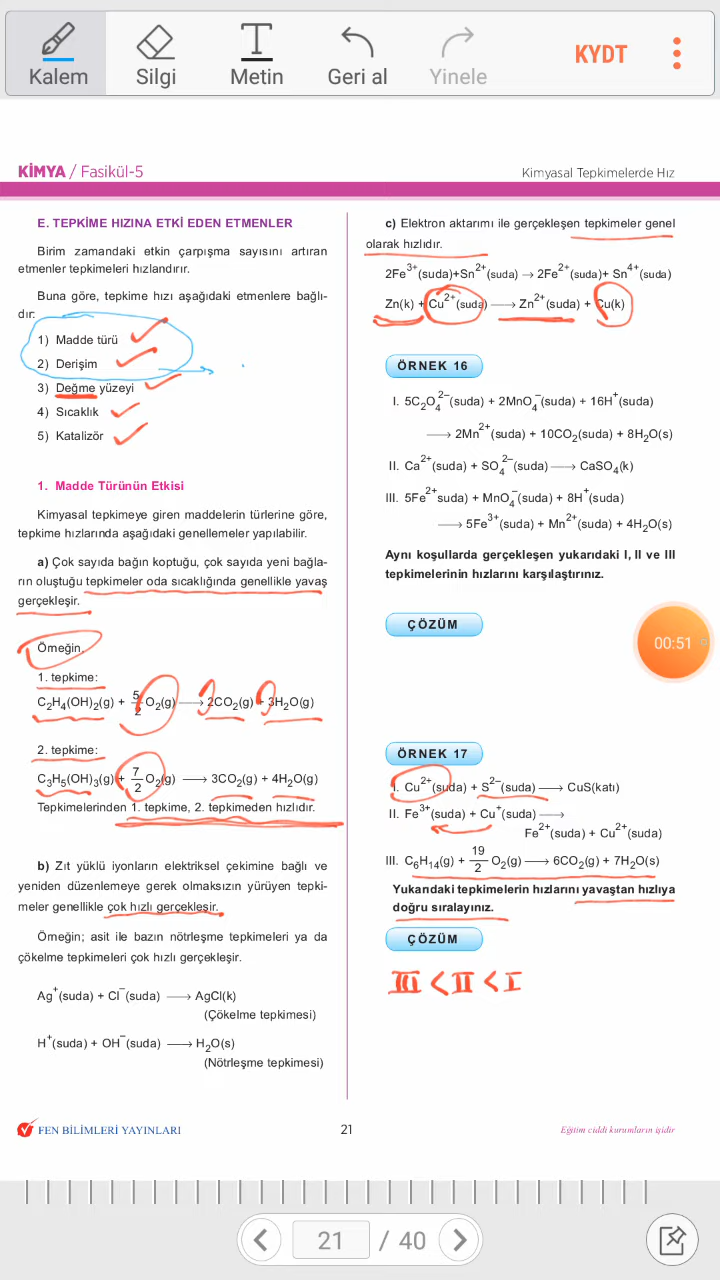 Kalem
Silgi
Metin
Geri al
Yinele
KYDT
KİMYA / Fasikül-5
Kimyasal Tepkimelerde Hız
E. TEPKİME HIZINA ETKİ EDEN ETMENLER
Birim zamandaki etkin çarpışma sayısını artıran
etmenler tepkimeleri hızlandırır.
Buna göre, tepkime hızı aşağıdaki etmenlere bağlı-
dır:
1) Madde türü
2) Derişim
3) Değme yüzeyi
4) Sıcaklık
5) Katalizör
1. Madde Türünün Etkisi
Kimyasal tepkimeye giren maddelerin türlerine göre,
tepkime hızlarında aşağıdaki genellemeler yapılabilir.
a) Çok sayıda bağın koptuğu, çok sayıda yeni bağla-
rın oluştuğu tepkimeler oda sıcaklığında genellikle yavaş
gerçekleşir.
Örneğin,
1. tepkime:
C₂H₄(OH)₂(g) + 5/2 O₂(g) → 2CO₂(g) + 3H₂O(g)
2. tepkime:
C₃H₅(OH)₃(g) + 7/2 O₂(g) → 3CO₂(g) + 4H₂O(g)
Tepkimelerinden 1. tepkime, 2. tepkimeden hızlıdır.
b) Zıt yüklü iyonların elektriksel çekimine bağlı ve
yeniden düzenlemeye gerek olmaksızın yürüyen tepki-
meler genellikle çok hızlı gerçekleşir.
Örneğin; asit ile bazın nötrleşme tepkimeleri ya da
çökelme tepkimeleri çok hızlı gerçekleşir.
Ag⁺(suda) + Cl⁻(suda) → AgCl(k)
(Çökelme tepkimesi)
H⁺(suda) + OH⁻(suda) → H₂O(s)
(Nötrleşme tepkimesi)
c) Elektron aktarımı ile gerçekleşen tepkimeler genel
olarak hızlıdır.
2Fe³⁺(suda)+Sn²⁺(suda) → 2Fe²⁺(suda)+ Sn⁴⁺(suda)
Zn(k) + Cu²⁺(suda) → Zn²⁺(suda) + Cu(k)
ÖRNEK 16
I. 5C₂O₄²⁻(suda) + 2MnO₄⁻(suda) + 16H⁺(suda)
→ 2Mn²⁺(suda) + 10CO₂(suda) + 8H₂O(s)
II. Ca²⁺(suda) + SO₄²⁻(suda) → CaSO₄(k)
III. 5Fe²⁺suda) + MnO₄⁻(suda) + 8H⁺(suda)
→ 5Fe³⁺(suda) + Mn²⁺(suda) + 4H₂O(s)
Aynı koşullarda gerçekleşen yukarıdaki I, II ve III
tepkimelerinin hızlarını karşılaştırınız.
ÇÖZÜM
00:51
ÖRNEK 17
I. Cu²⁺(suda) + S²⁻(suda) → CuS(katı)
II. Fe³⁺(suda) + Cu⁺(suda) →
Fe²⁺(suda) + Cu²⁺(suda)
III. C₆H₁₄(g) + 19/2 O₂(g) → 6CO₂(g) + 7H₂O(s)
Yukarıdaki tepkimelerin hızlarını yavaştan hızlıya
doğru sıralayınız.
ÇÖZÜM
III < II < I
FEN BİLİMLERİ YAYINLARI
21
Eğitim ciddi kurumların işidir
21 / 40